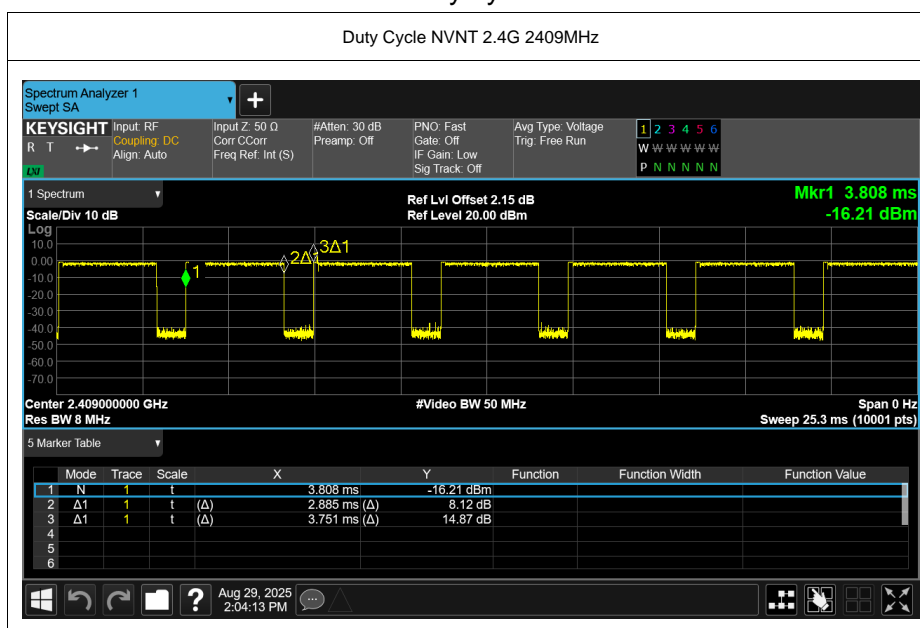 Duty Cycle NVNT 2.4G 2409MHz
Spectrum Analyzer 1
Swept SA
+
KEYSIGHT
R T
LXI
Input: RF
Coupling: DC
Align: Auto
Input Z: 50 Ω
Corr CCorr
Freq Ref: Int (S)
#Atten: 30 dB
Preamp: Off
PNO: Fast
Gate: Off
IF Gain: Low
Sig Track: Off
Avg Type: Voltage
Trig: Free Run
1 2 3 4 5 6
W W W W W W
P N N N N N
1 Spectrum
Scale/Div 10 dB
Ref Lvl Offset 2.15 dB
Ref Level 20.00 dBm
Mkr1 3.808 ms
-16.21 dBm
Log
10.0
0.00
-10.0
-20.0
-30.0
-40.0
-50.0
-60.0
-70.0
1
2Δ
3Δ1
Center 2.409000000 GHz
Res BW 8 MHz
#Video BW 50 MHz
Span 0 Hz
Sweep 25.3 ms (10001 pts)
5 Marker Table
Mode Trace Scale X Y Function Function Width Function Value
1 N 1 t 3.808 ms -16.21 dBm
2 Δ1 1 t (Δ) 2.885 ms (Δ) 8.12 dB
3 Δ1 1 t (Δ) 3.751 ms (Δ) 14.87 dB
4
5
6
?
Aug 29, 2025
2:04:13 PM